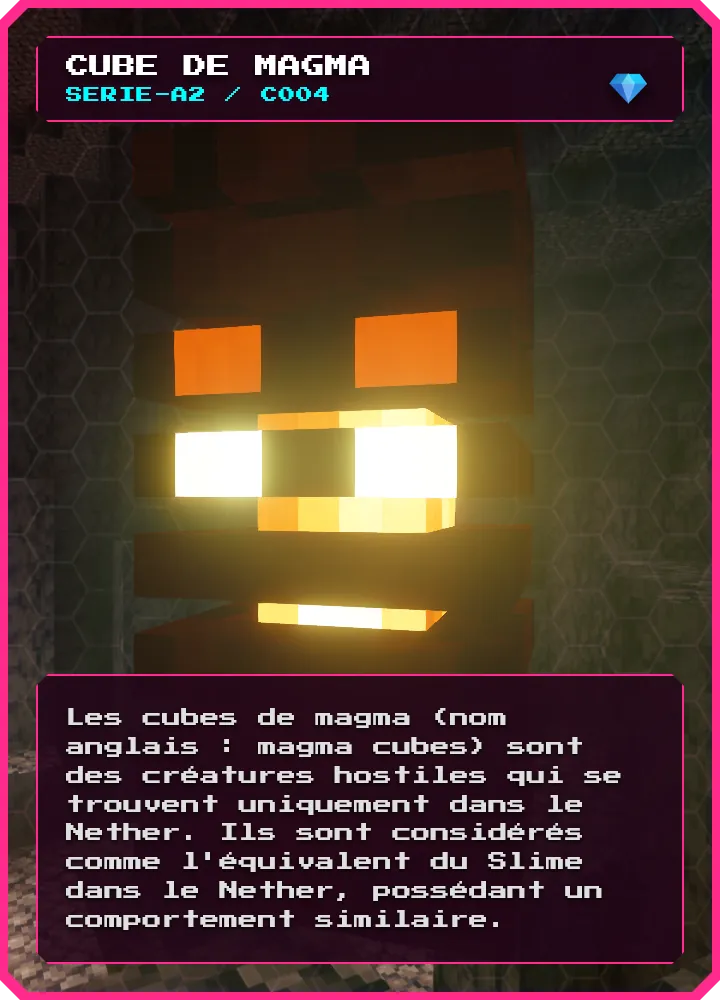 CUBE DE MAGMA
SERIE-A2 / C004
Les cubes de magma (nom
anglais : magma cubes) sont
des créatures hostiles qui se
trouvent uniquement dans le
Nether. Ils sont considérés
comme l'équivalent du Slime
dans le Nether, possédant un
comportement similaire.